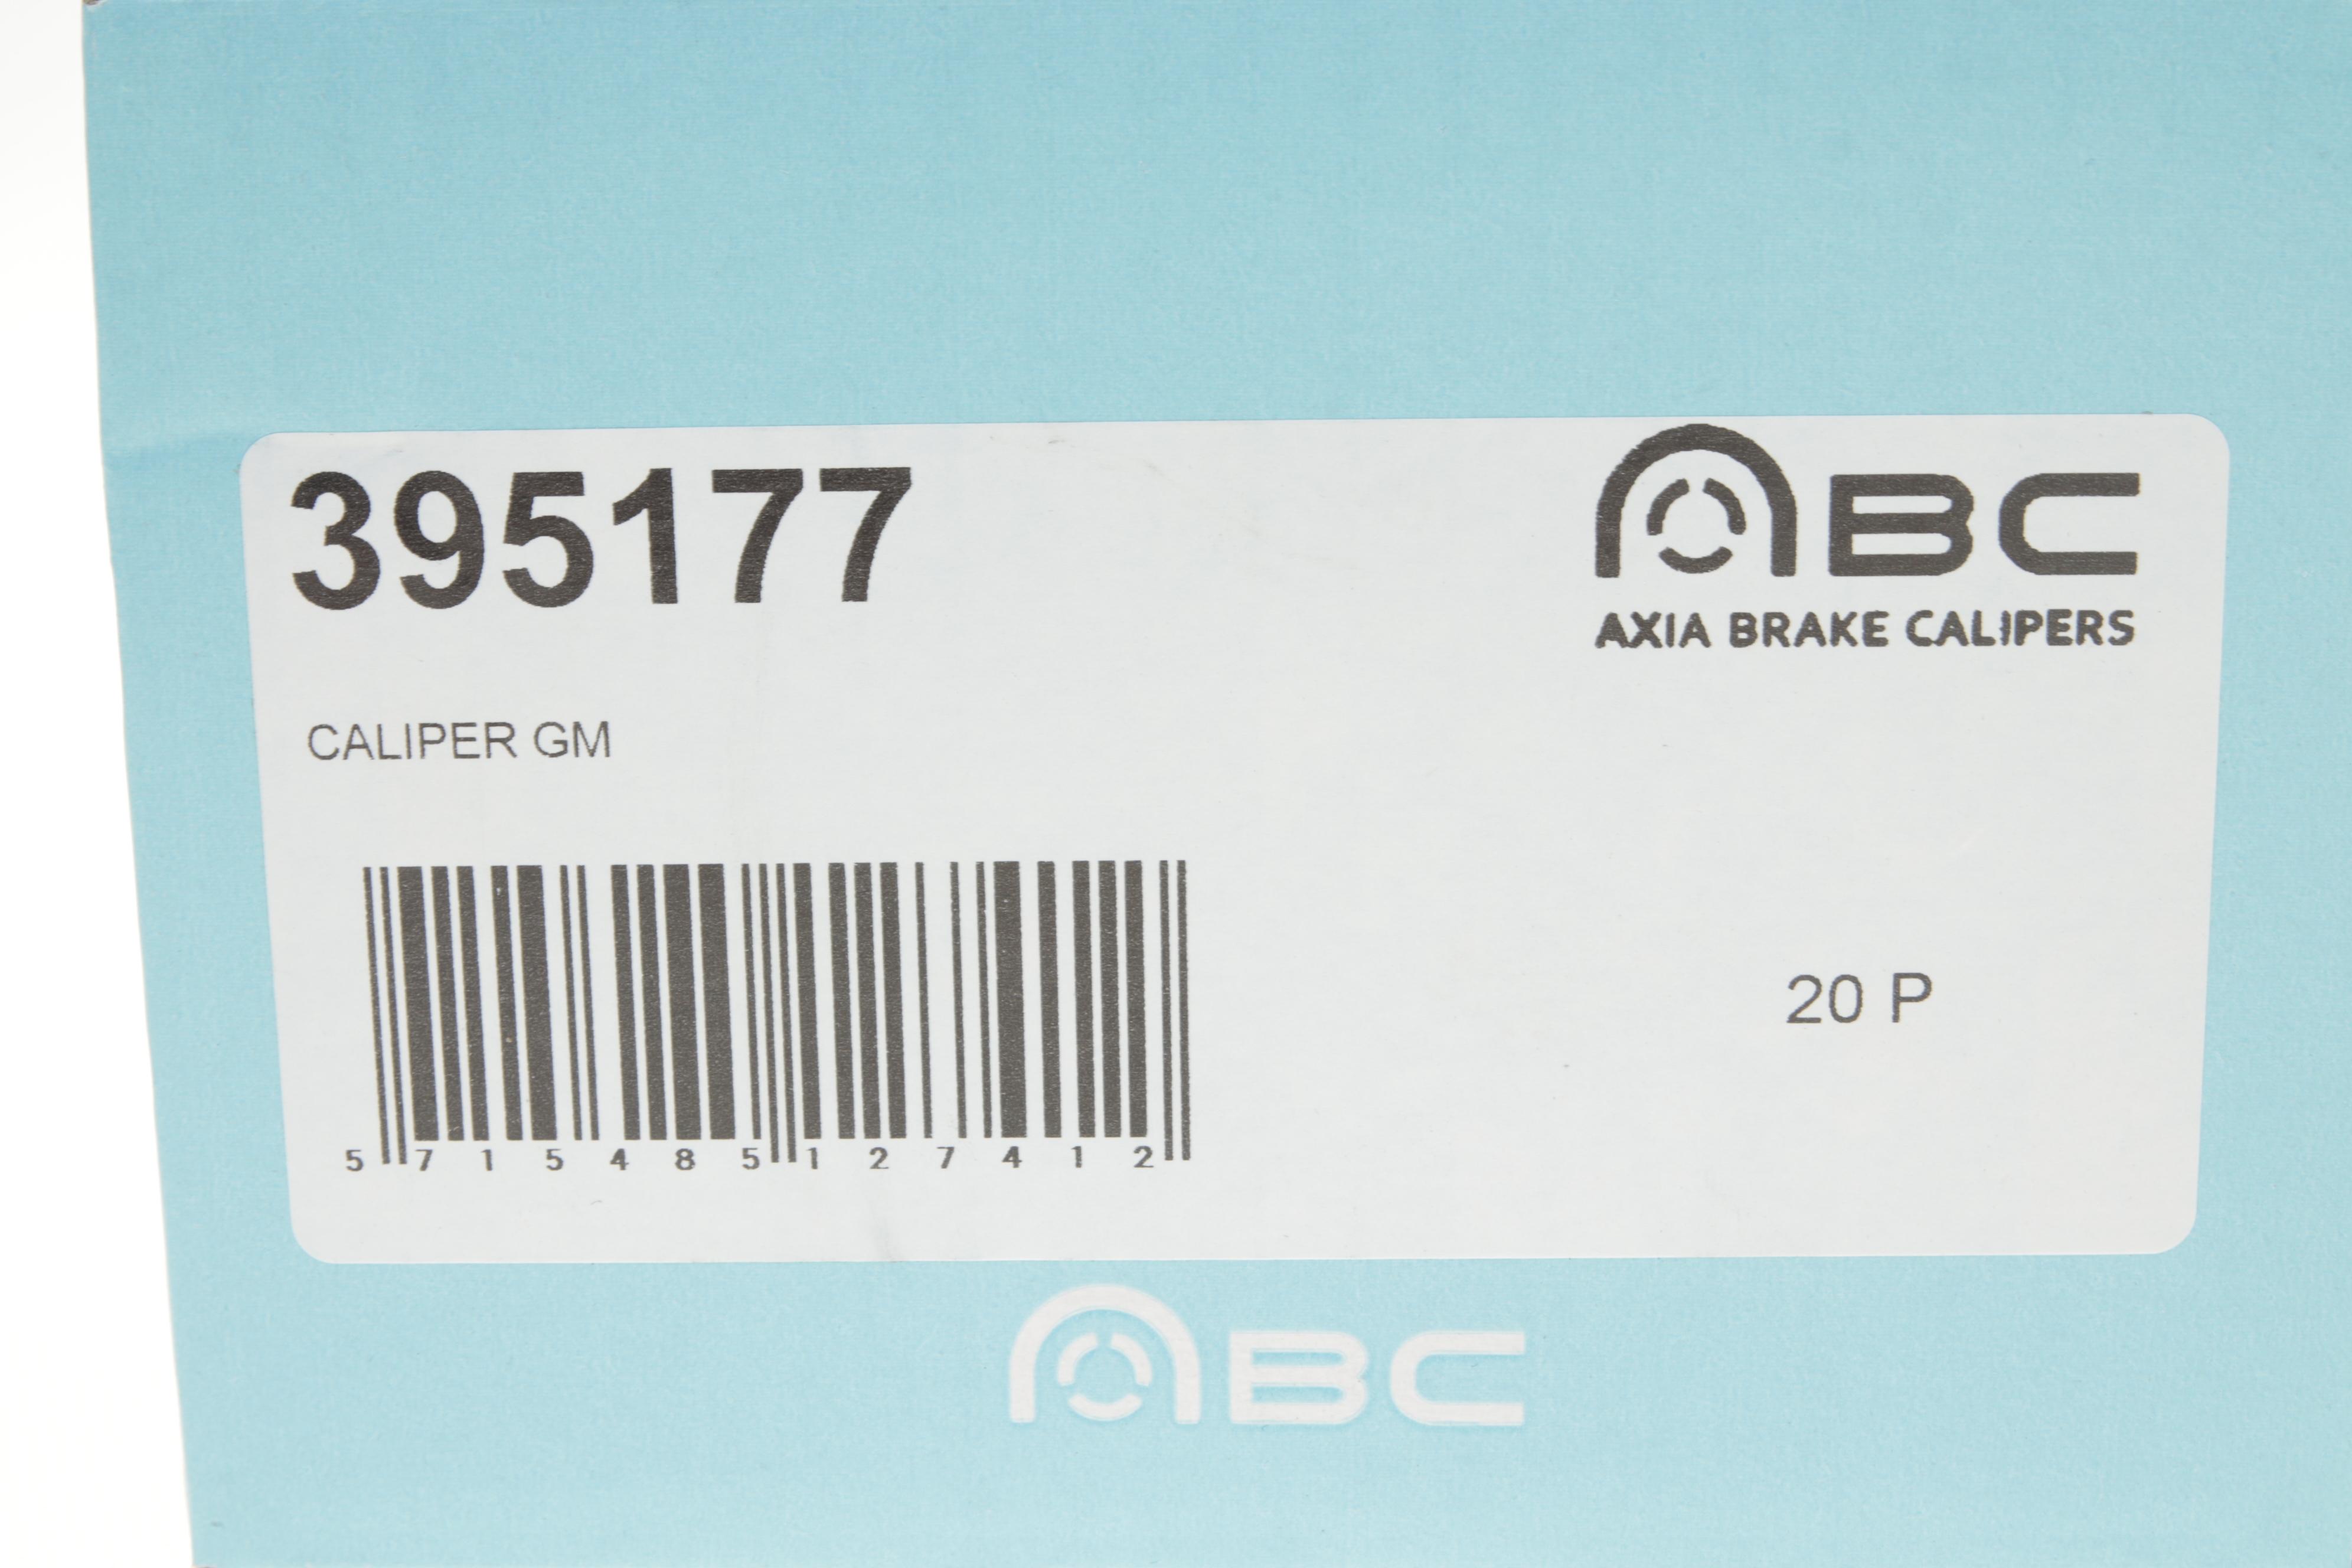 395177
ABC
AXIA BRAKE CALIPERS
CALIPER GM
20 P
5 715485 127412
ABC